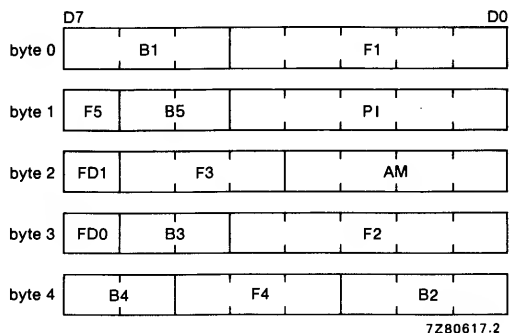 D7 D0
byte 0 B1 F1
byte 1 F5 B5 PI
byte 2 FD1 F3 AM
byte 3 FD0 B3 F2
byte 4 B4 F4 B2
7Z80617.2